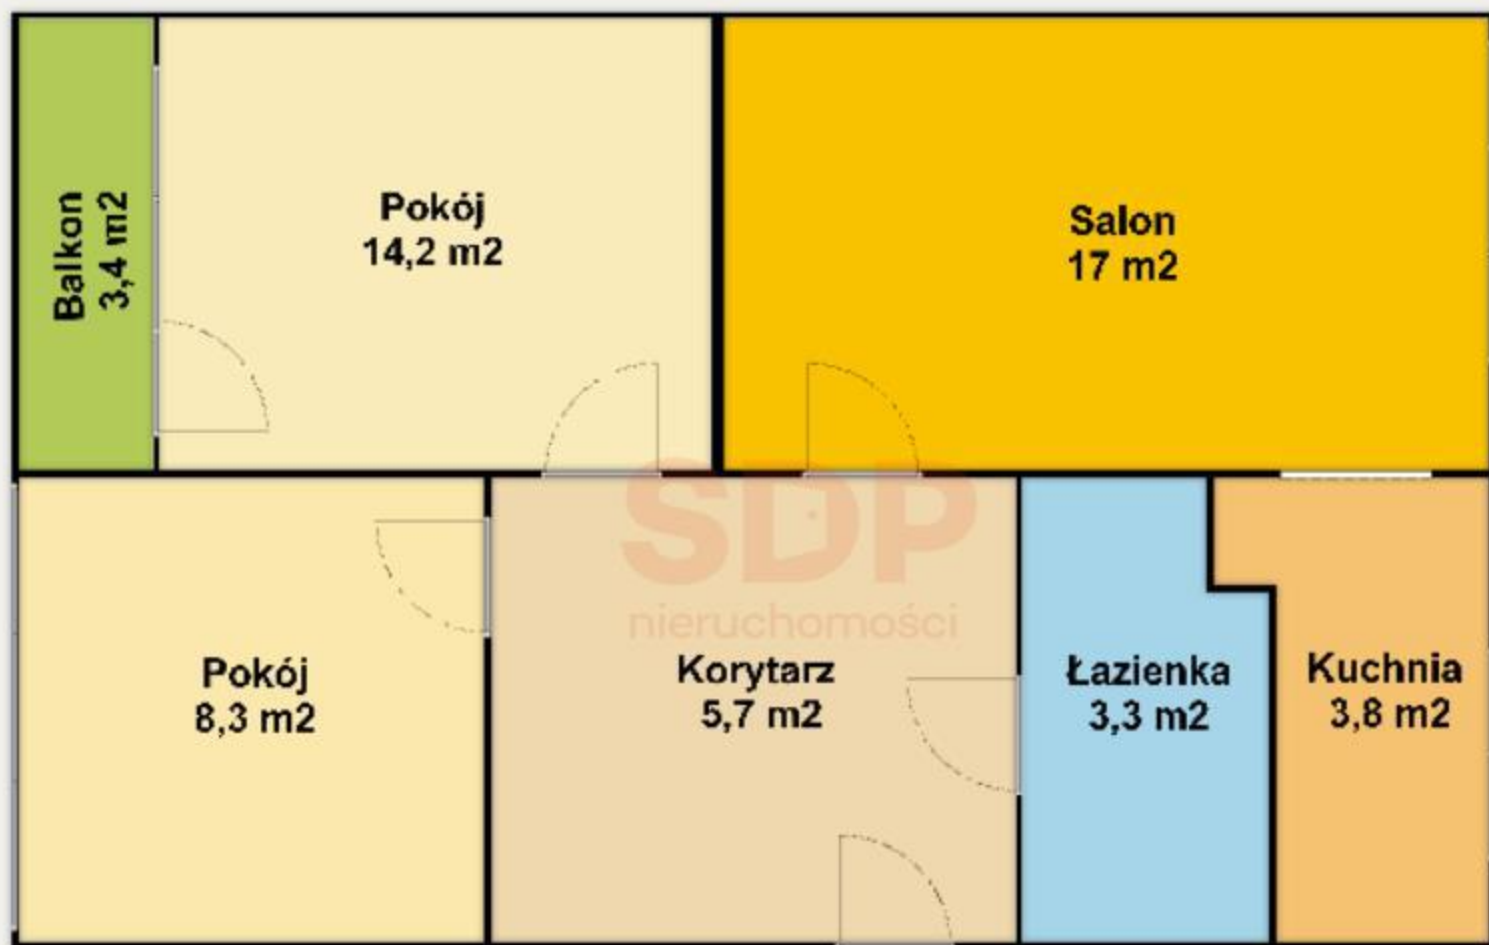 Balkon
3,4 m2
Pokój
14,2 m2
Salon
17 m2
SDP
nieruchomości
Pokój
8,3 m2
Korytarz
5,7 m2
Łazienka
3,3 m2
Kuchnia
3,8 m2